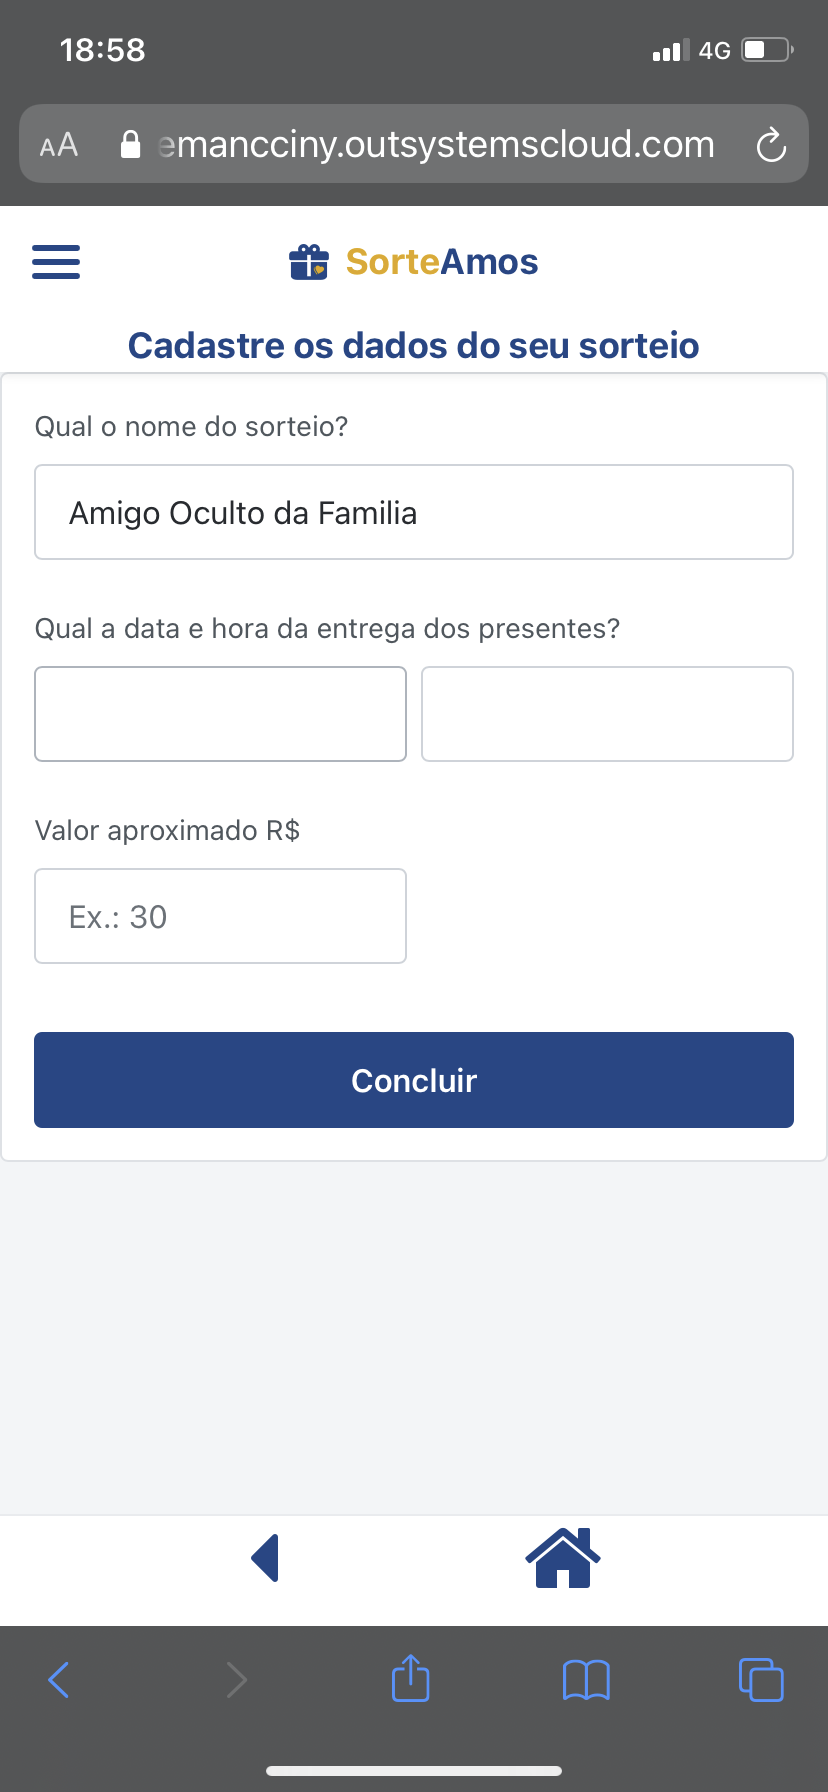 18:58
4G
AA
emancciny.outsystemscloud.com
SorteAmos
Cadastre os dados do seu sorteio
Qual o nome do sorteio?
Amigo Oculto da Familia
Qual a data e hora da entrega dos presentes?
Valor aproximado R$
Ex.: 30
Concluir